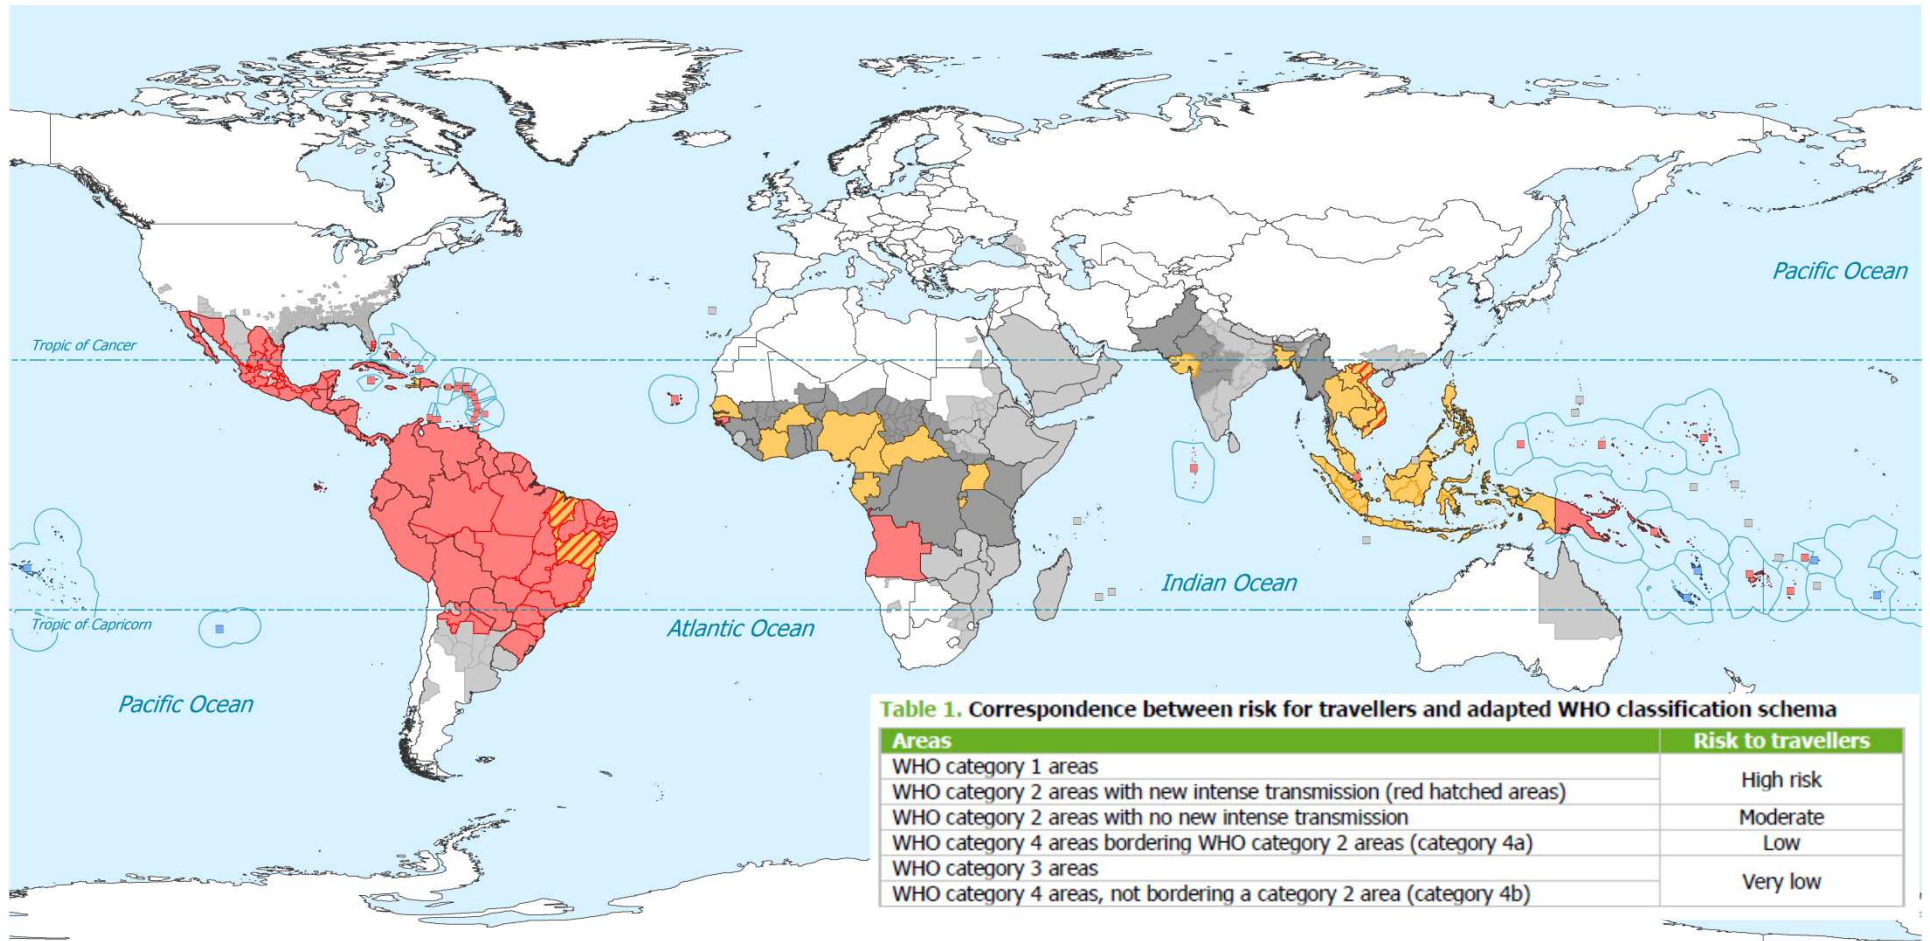 Pacific Ocean
Tropic of Cancer
Indian Ocean
Tropic of Capricorn
Atlantic Ocean
Pacific Ocean
Table 1. Correspondence between risk for travellers and adapted WHO classification schema
Areas Risk to travellers
WHO category 1 areas
High risk
WHO category 2 areas with new intense transmission (red hatched areas)
WHO category 2 areas with no new intense transmission Moderate
WHO category 4 areas bordering WHO category 2 areas (category 4a) Low
WHO category 3 areas
Very low
WHO category 4 areas, not bordering a category 2 area (category 4b)